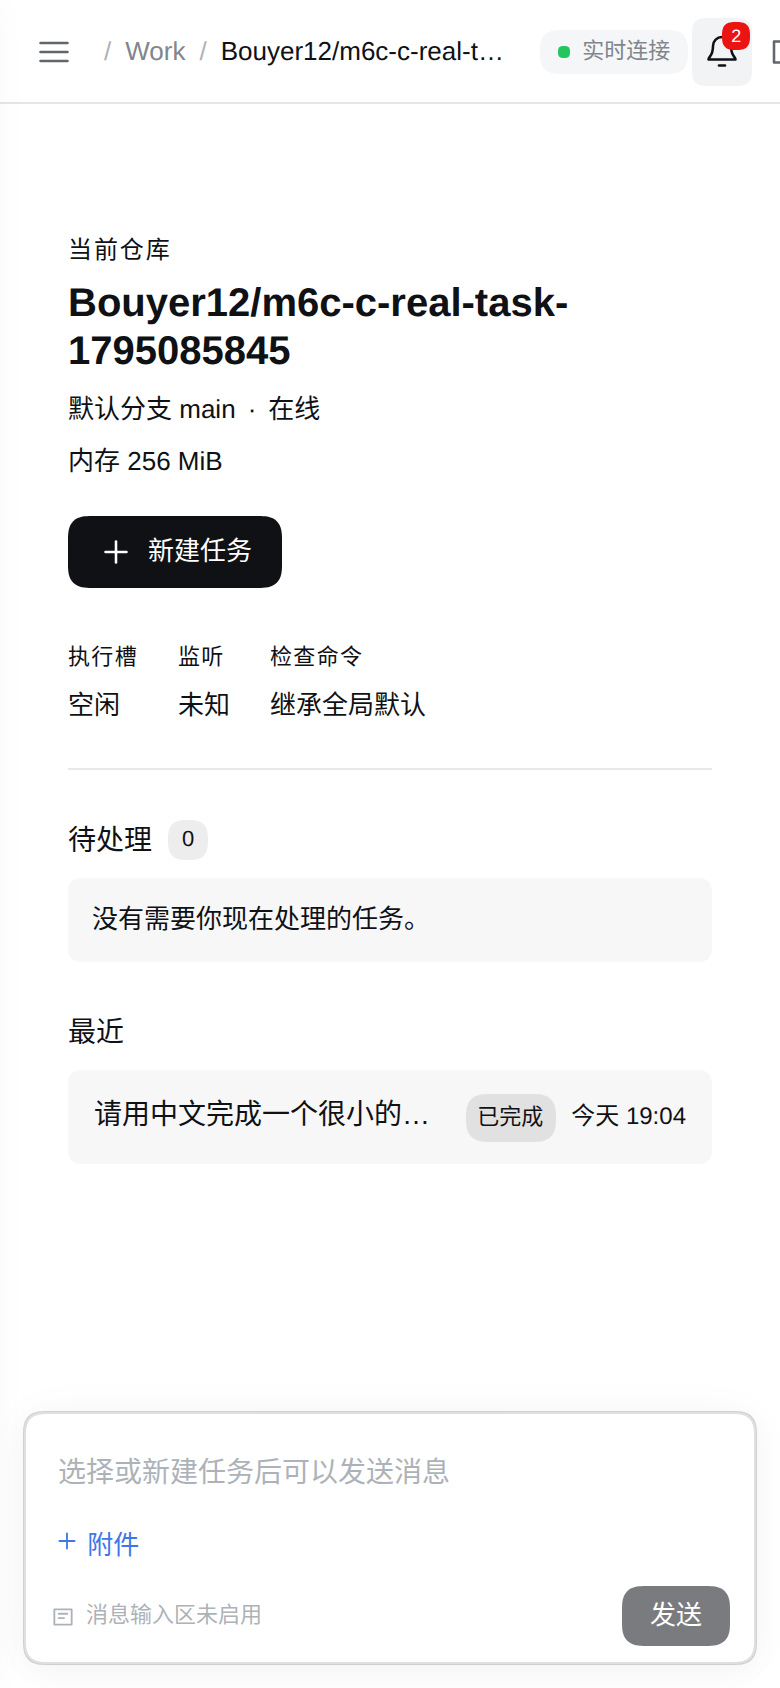 / Work / Bouyer12/m6c-c-real-t… 实时连接 2
当前仓库
Bouyer12/m6c-c-real-task-
1795085845
默认分支 main · 在线
内存 256 MiB
+ 新建任务
执行槽 监听 检查命令
空闲 未知 继承全局默认
待处理 0
没有需要你现在处理的任务。
最近
请用中文完成一个很小的… 已完成 今天 19:04
选择或新建任务后可以发送消息
+ 附件
消息输入区未启用 发送